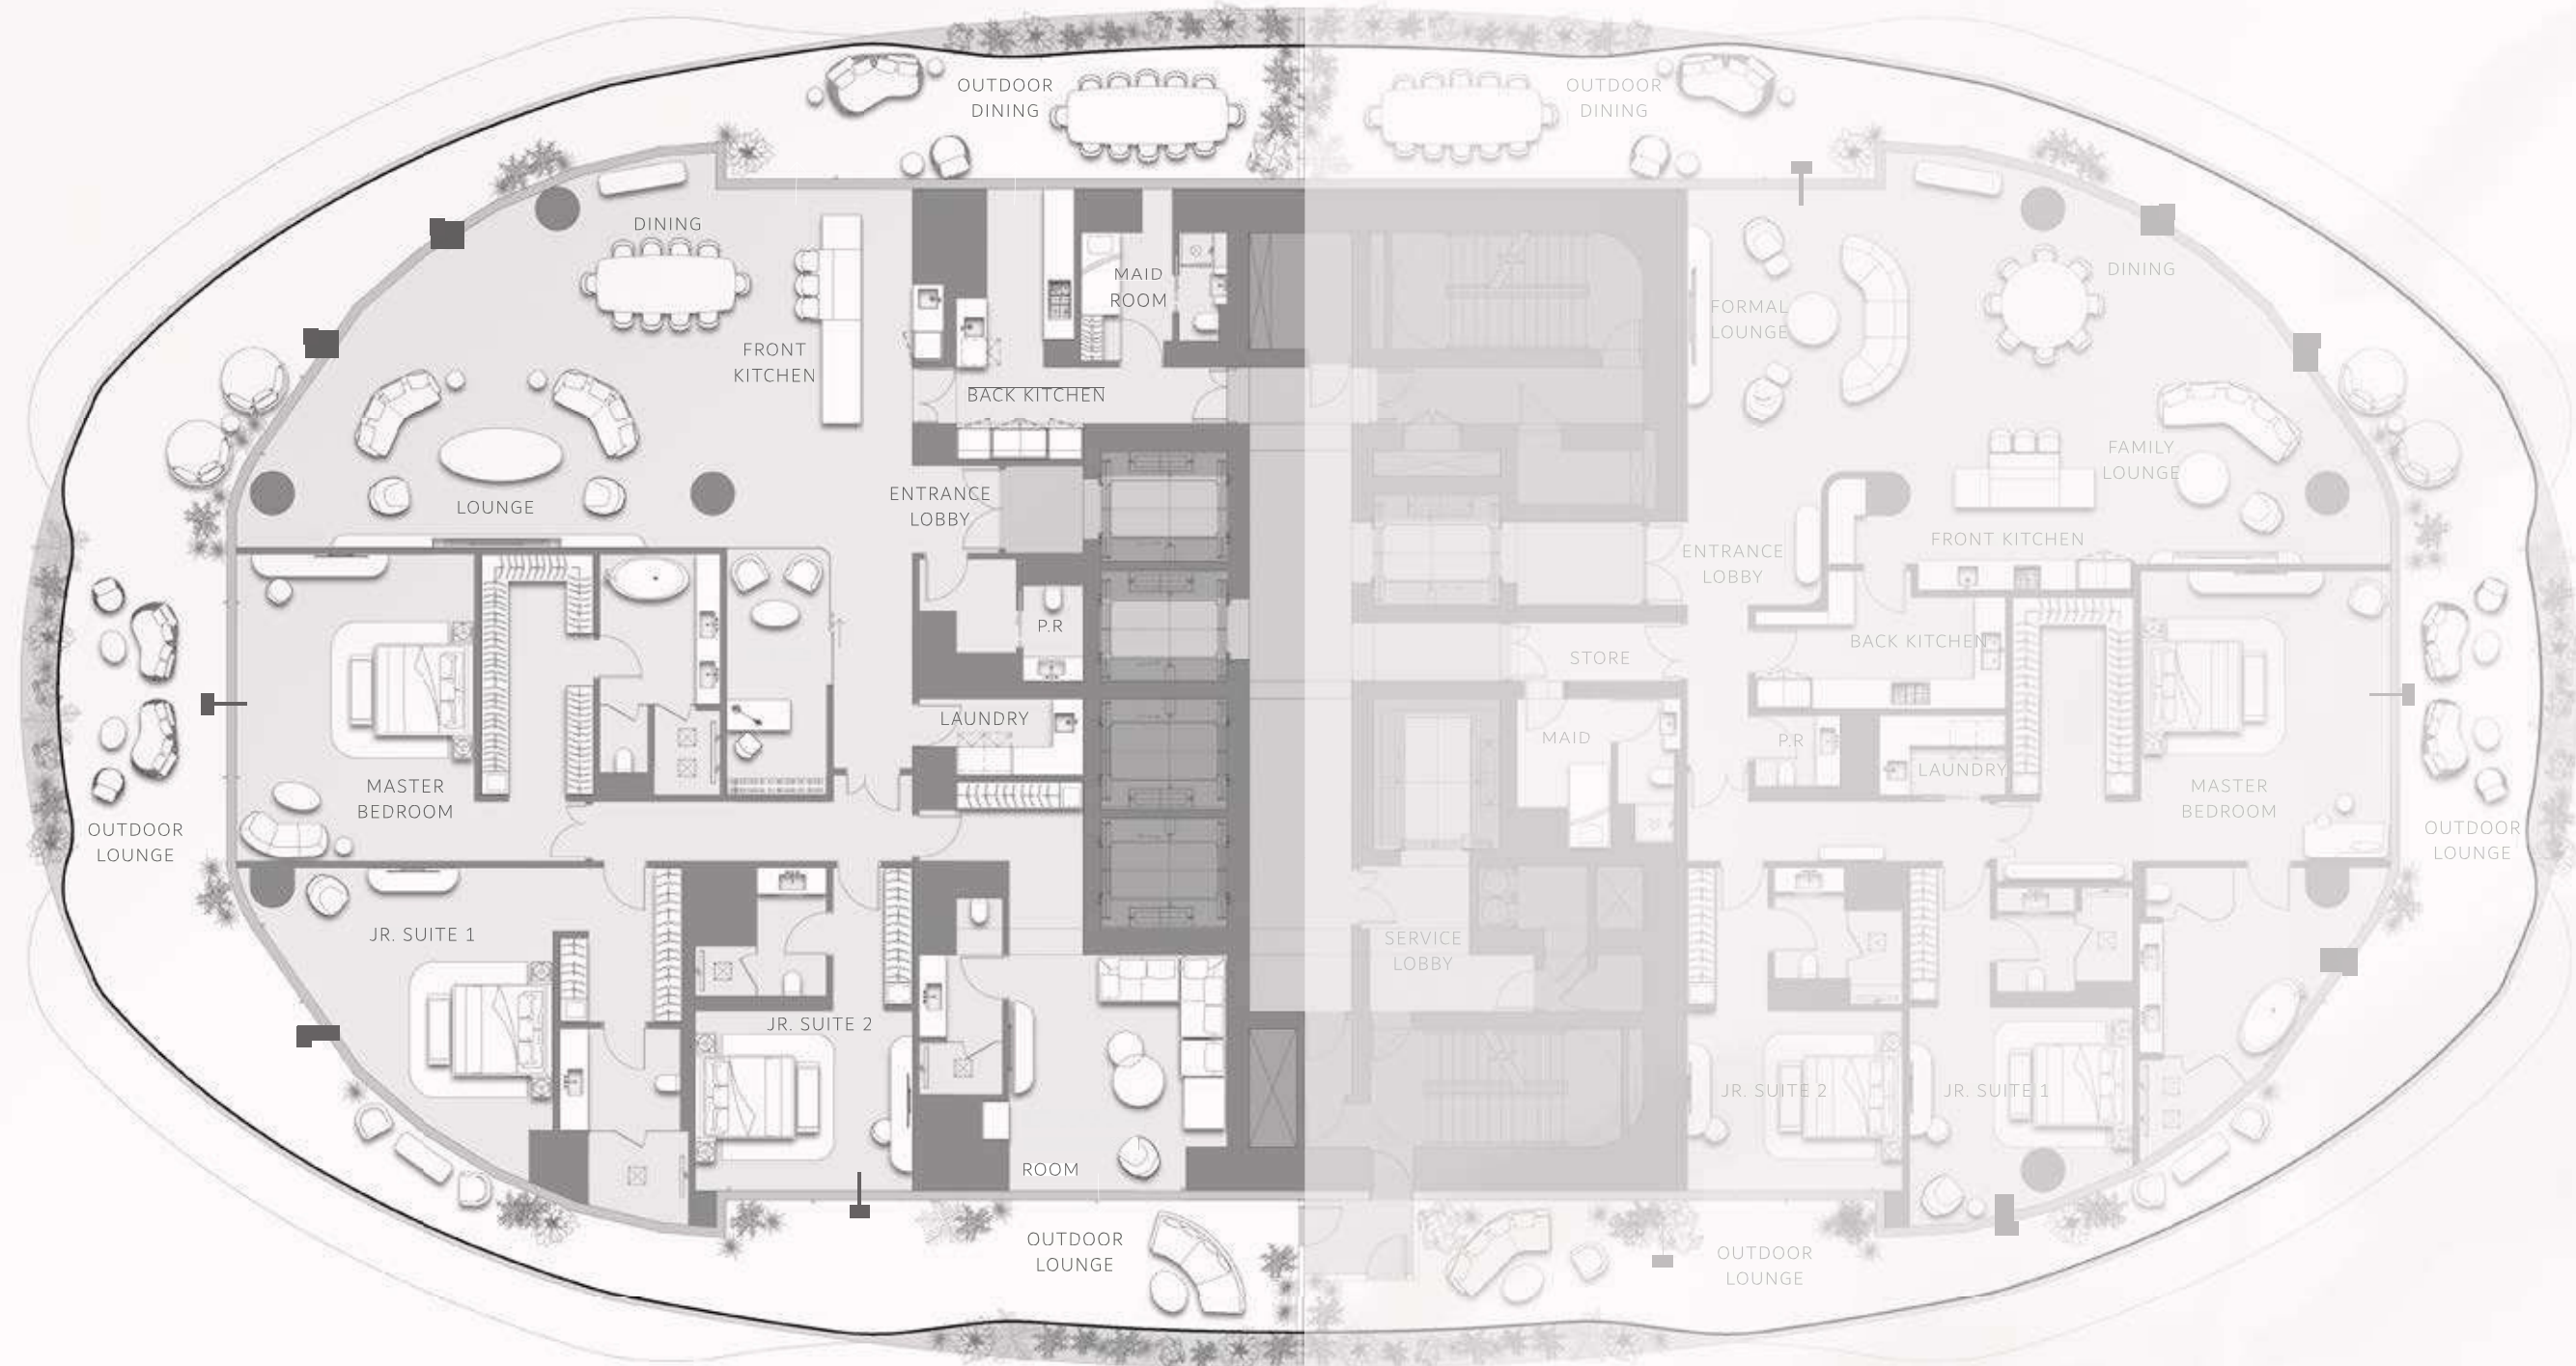 OUTDOOR
DINING
OUTDOOR
DINING
DINING
MAID
ROOM
FRONT
KITCHEN
BACK KITCHEN
LOUNGE
ENTRANCE
LOBBY
P.R
LAUNDRY
MASTER
BEDROOM
OUTDOOR
LOUNGE
JR. SUITE 1
JR. SUITE 2
ROOM
OUTDOOR
LOUNGE
DINING
FORMAL
LOUNGE
FAMILY
LOUNGE
FRONT KITCHEN
ENTRANCE
LOBBY
BACK KITCHEN
STORE
MAID
P.R
LAUNDRY
MASTER
BEDROOM
OUTDOOR
LOUNGE
SERVICE
LOBBY
JR. SUITE 2
JR. SUITE 1
OUTDOOR
LOUNGE